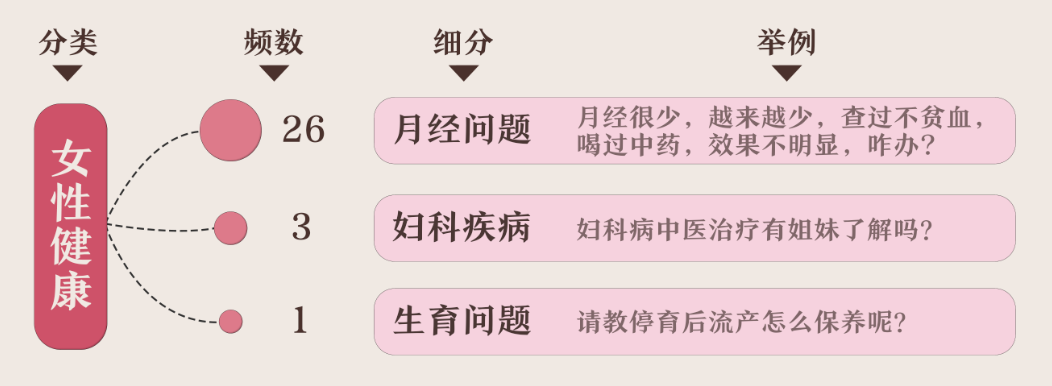 分类 频数 细分 举例
女性健康
26 月经问题 月经很少，越来越少，查过不贫血，
喝过中药，效果不明显，咋办？
3 妇科疾病 妇科病中医治疗有姐妹了解吗？
1 生育问题 请教停育后流产怎么保养呢？